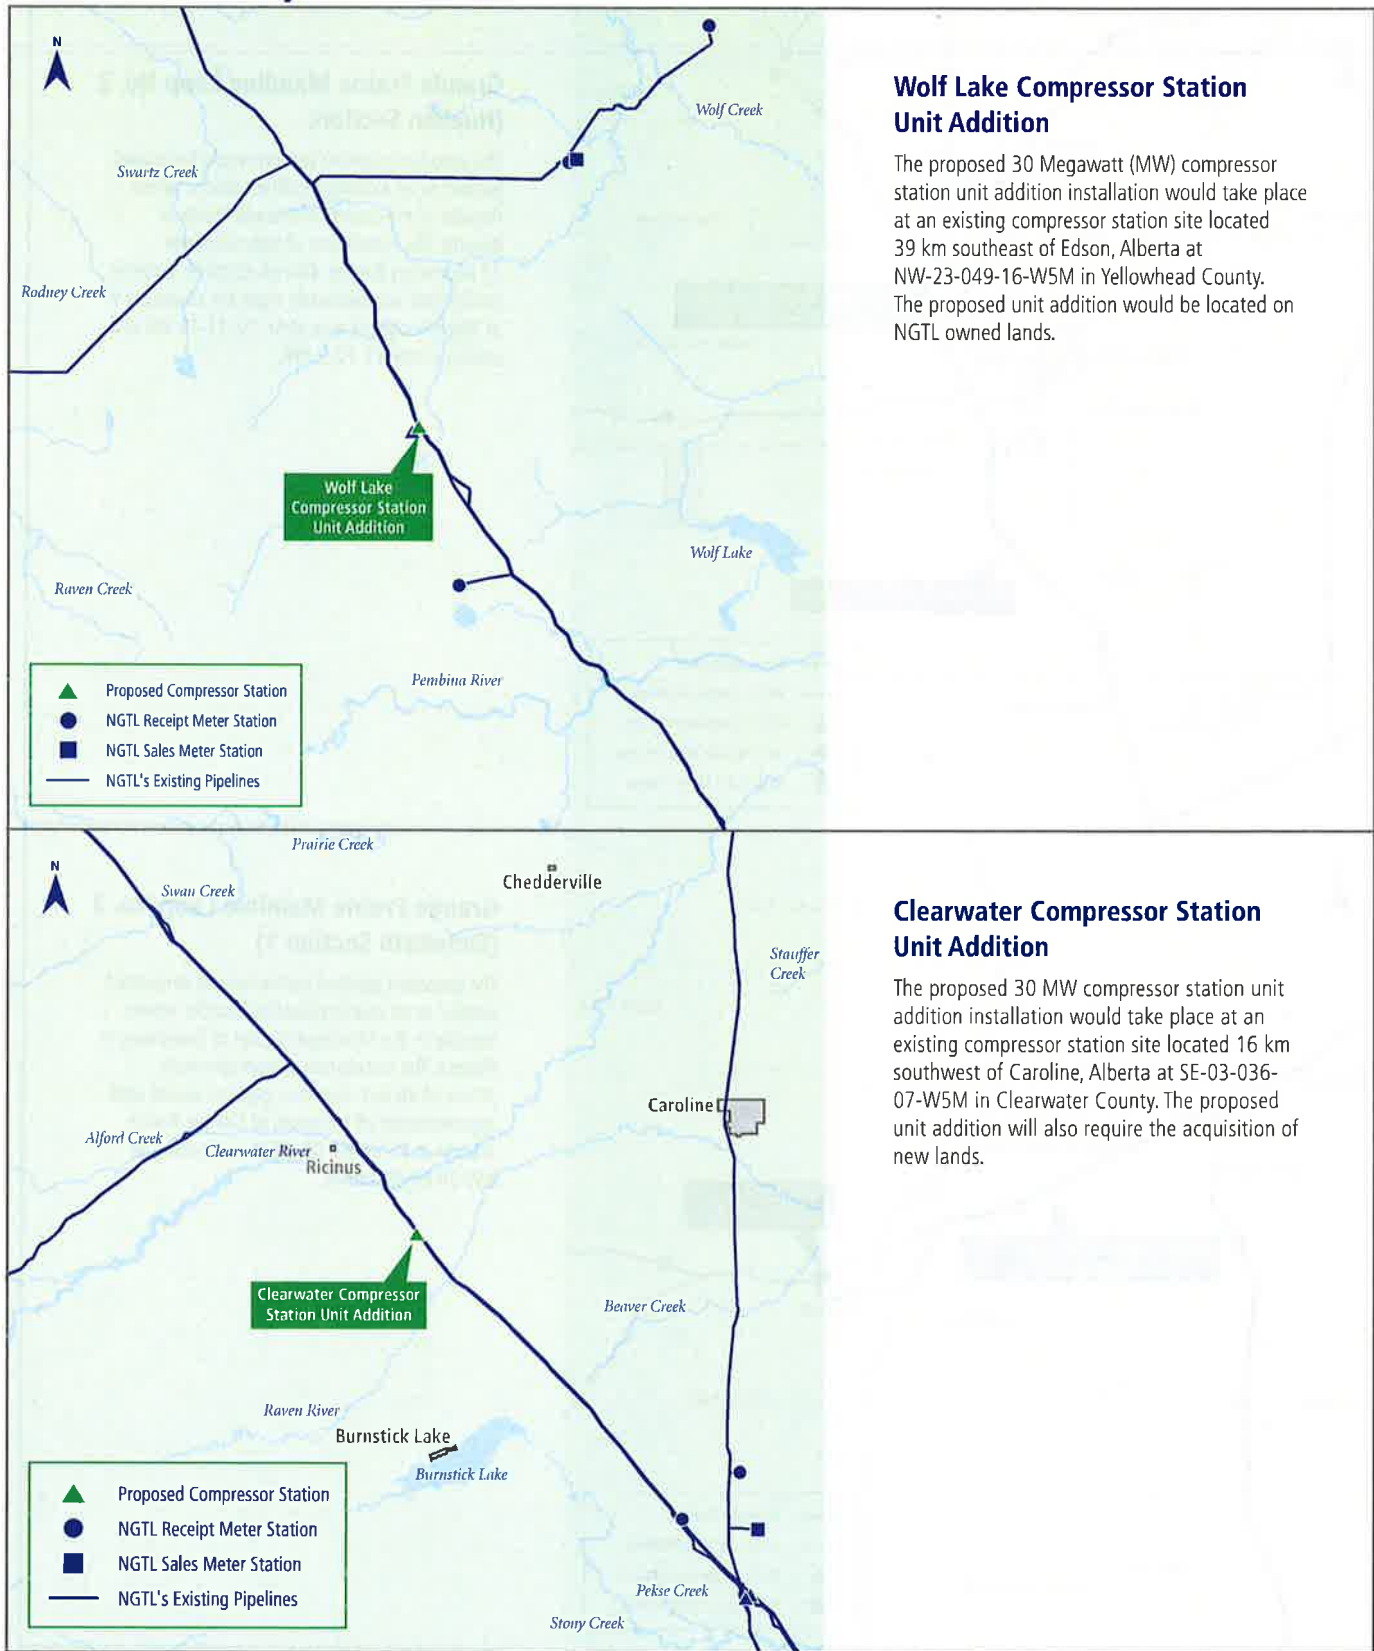 N
Wolf Creek
Swartz Creek
Rodney Creek
Wolf Lake
Compressor Station
Unit Addition
Wolf Lake
Raven Creek
Pembina River
Proposed Compressor Station
NGTL Receipt Meter Station
NGTL Sales Meter Station
NGTL's Existing Pipelines
Wolf Lake Compressor Station
Unit Addition
The proposed 30 Megawatt (MW) compressor
station unit addition installation would take place
at an existing compressor station site located
39 km southeast of Edson, Alberta at
NW-23-049-16-W5M in Yellowhead County.
The proposed unit addition would be located on
NGTL owned lands.
N
Prairie Creek
Swan Creek
Chedderville
Stauffer
Creek
Caroline
Alford Creek
Clearwater River
Ricinus
Clearwater Compressor
Station Unit Addition
Beaver Creek
Raven River
Burnstick Lake
Burnstick Lake
Pekse Creek
Stony Creek
Proposed Compressor Station
NGTL Receipt Meter Station
NGTL Sales Meter Station
NGTL's Existing Pipelines
Clearwater Compressor Station
Unit Addition
The proposed 30 MW compressor station unit
addition installation would take place at an
existing compressor station site located 16 km
southwest of Caroline, Alberta at SE-03-036-
07-W5M in Clearwater County. The proposed
unit addition will also require the acquisition of
new lands.